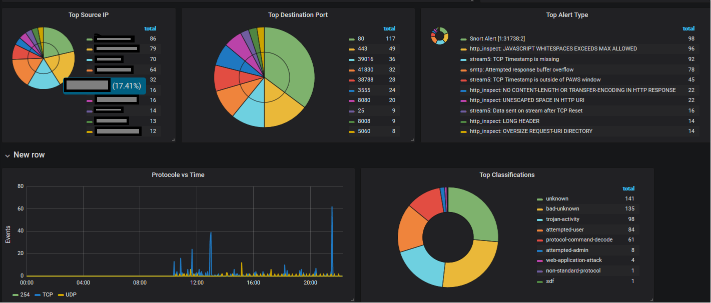 Top Source IP
total
86
79
70
64
(17.41%)
32
16
16
14
13
12
Top Destination Port
total
80 117
443 49
39016 36
41830 32
38788 28
3555 24
8080 20
25 9
8008 9
5060 8
Top Alert Type
total
Snort Alert [1:31738:2] 98
http_inspect: JAVASCRIPT WHITESPACES EXCEEDS MAX ALLOWED 96
stream5: TCP Timestamp is missing 92
smtp: Attempted response buffer overflow 78
stream5: TCP Timestamp is outside of PAWS window 45
http_inspect: NO CONTENT-LENGTH OR TRANSFER-ENCODING IN HTTP RESPONSE 22
http_inspect: UNESCAPED SPACE IN HTTP URI 22
stream5: Data sent on stream after TCP Reset 16
http_inspect: LONG HEADER 14
http_inspect: OVERSIZE REQUEST-URI DIRECTORY 14
New row
Protocole vs Time
Events
80
60
40
20
0
00:00 04:00 08:00 12:00 16:00 20:00
254 TCP UDP
Top Classifications
total
unknown 141
bad-unknown 135
trojan-activity 98
attempted-user 84
protocol-command-decode 61
attempted-admin 8
web-application-attack 4
non-standard-protocol 1
sdf 1